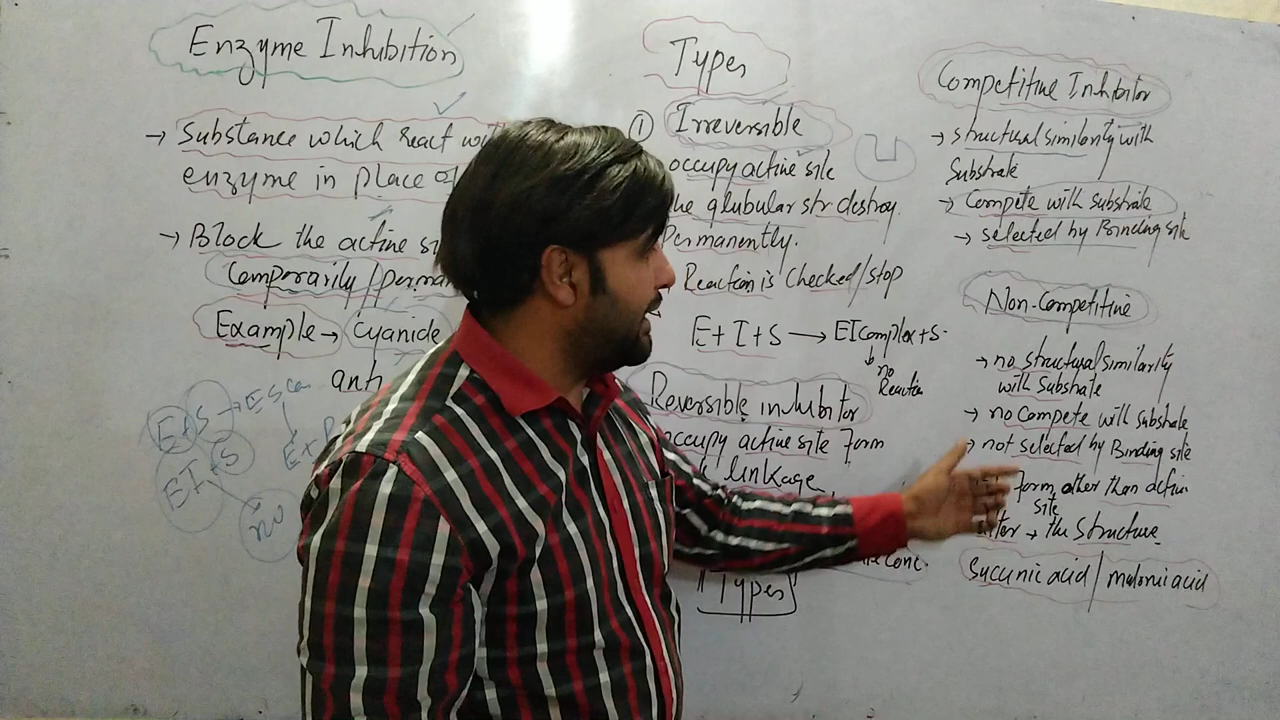 Enzyme Inhibition
→ Substance which react
enzyme in place of
→ Block the active
Temporarily/
Example → Cyanide
E+S → ES
E+P
EI+S
no
Types
① Irreversible
occupy active site
globular str destroy
Permanently.
Reaction is checked/stop
E+I+S → EI complex+S.
no
Reaction
Reversible inhibitor
occupy active site form
linkage
conc.
"Types"
Competitive Inhibitor
→ structural similarity with
Substrate
→ Compete with substrate
→ selected by Binding site
Non-Competitive
→ no structural similarity
with Substrate
→ no Compete with substrate
→ not selected by Binding site
form other than active
site
→ the structure
Succinic acid/malonic acid